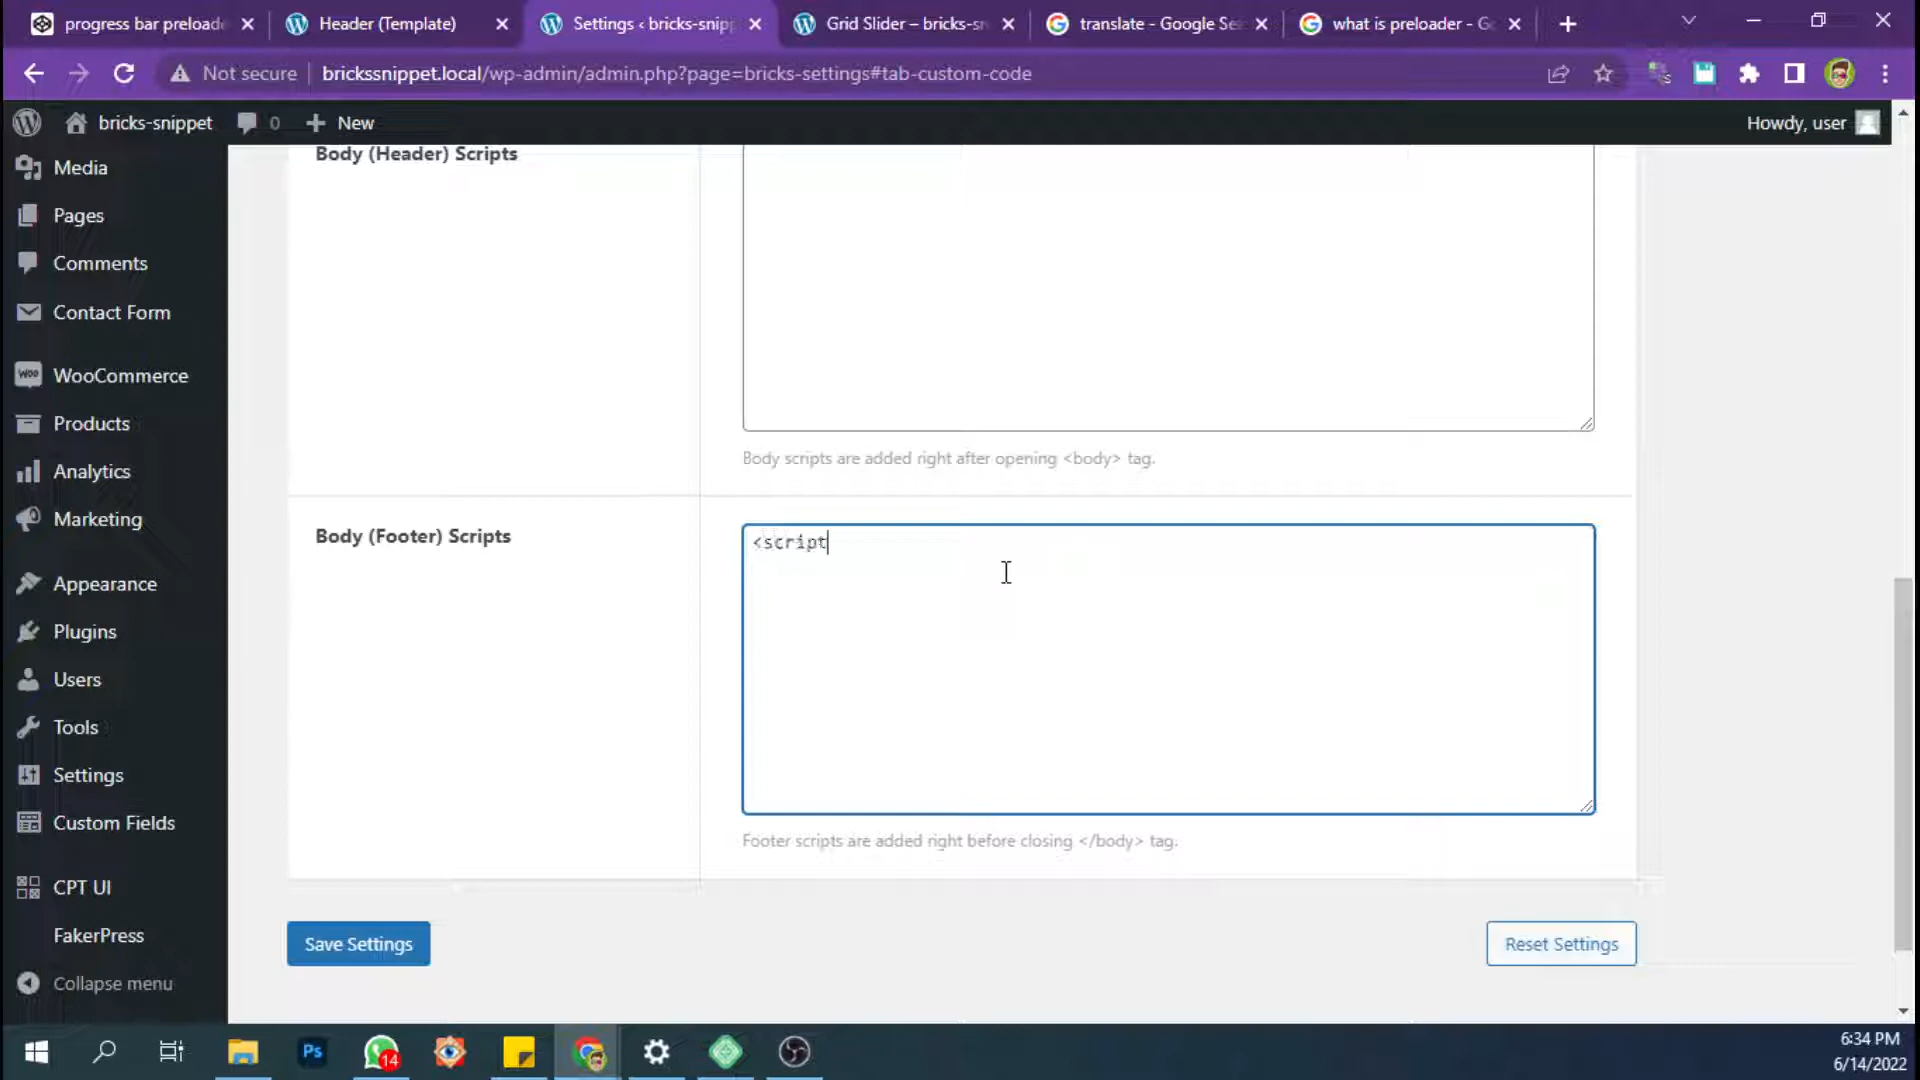 progress bar preloade
Header (Template)
Settings ‹ bricks-snipp
Grid Slider – bricks-sn
translate - Google Se
what is preloader - G
Not secure
brickssnippet.local/wp-admin/admin.php?page=bricks-settings#tab-custom-code
bricks-snippet
0
New
Howdy, user
Media
Pages
Comments
Contact Form
WooCommerce
Products
Analytics
Marketing
Appearance
Plugins
Users
Tools
Settings
Custom Fields
CPT UI
FakerPress
Collapse menu
Body (Header) Scripts
Body scripts are added right after opening <body> tag.
Body (Footer) Scripts
<script
Footer scripts are added right before closing </body> tag.
Save Settings
Reset Settings
Ps
14
6:34 PM
6/14/2022